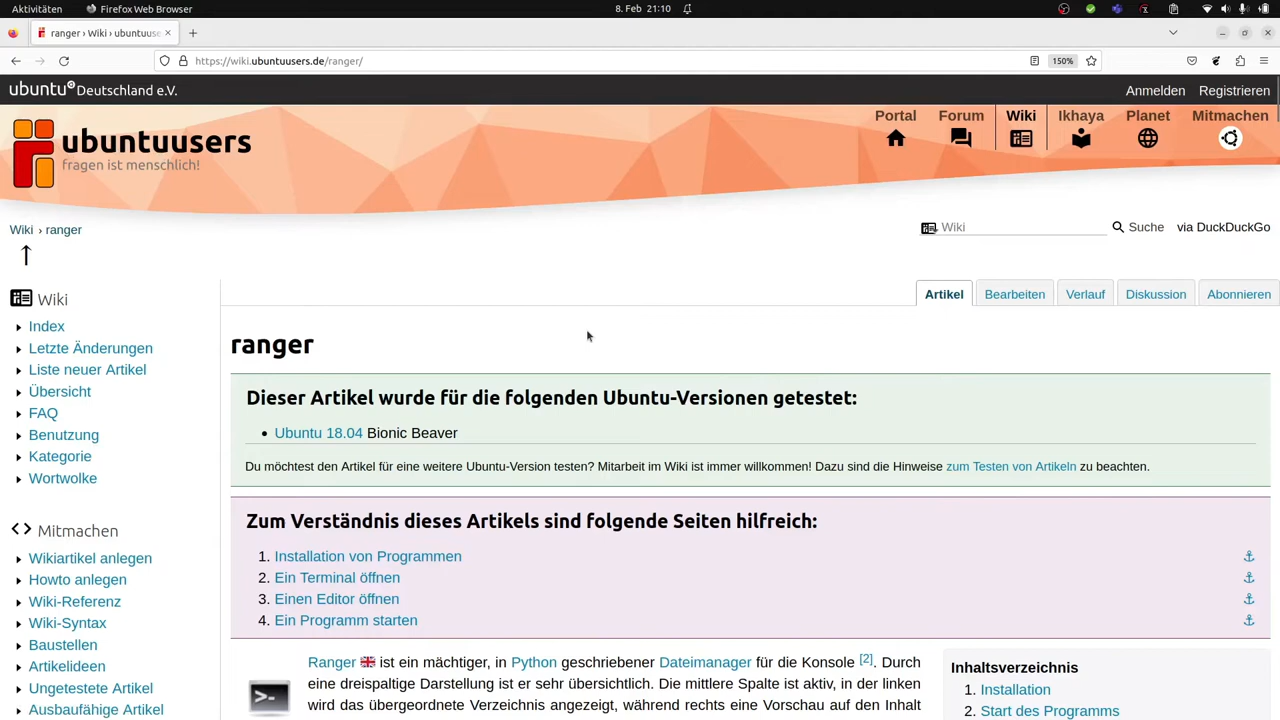 Aktivitäten
Firefox Web Browser
8. Feb 21:10
ranger › Wiki › ubuntuuse
https://wiki.ubuntuusers.de/ranger/
150%
ubuntu Deutschland e.V.
Anmelden
Registrieren
ubuntuusers
fragen ist menschlich!
Portal
Forum
Wiki
Ikhaya
Planet
Mitmachen
Wiki › ranger
Wiki
Suche
via DuckDuckGo
Artikel
Bearbeiten
Verlauf
Diskussion
Abonnieren
Wiki
Index
Letzte Änderungen
Liste neuer Artikel
Übersicht
FAQ
Benutzung
Kategorie
Wortwolke
Mitmachen
Wikiartikel anlegen
Howto anlegen
Wiki-Referenz
Wiki-Syntax
Baustellen
Artikelideen
Ungetestete Artikel
Ausbaufähige Artikel
ranger
Dieser Artikel wurde für die folgenden Ubuntu-Versionen getestet:
Ubuntu 18.04 Bionic Beaver
Du möchtest den Artikel für eine weitere Ubuntu-Version testen? Mitarbeit im Wiki ist immer willkommen! Dazu sind die Hinweise zum Testen von Artikeln zu beachten.
Zum Verständnis dieses Artikels sind folgende Seiten hilfreich:
1. Installation von Programmen
2. Ein Terminal öffnen
3. Einen Editor öffnen
4. Ein Programm starten
Ranger ist ein mächtiger, in Python geschriebener Dateimanager für die Konsole [2]. Durch
eine dreispaltige Darstellung ist er sehr übersichtlich. Die mittlere Spalte ist aktiv, in der linken
wird das übergeordnete Verzeichnis angezeigt, während rechts eine Vorschau auf den Inhalt
Inhaltsverzeichnis
1. Installation
2. Start des Programms